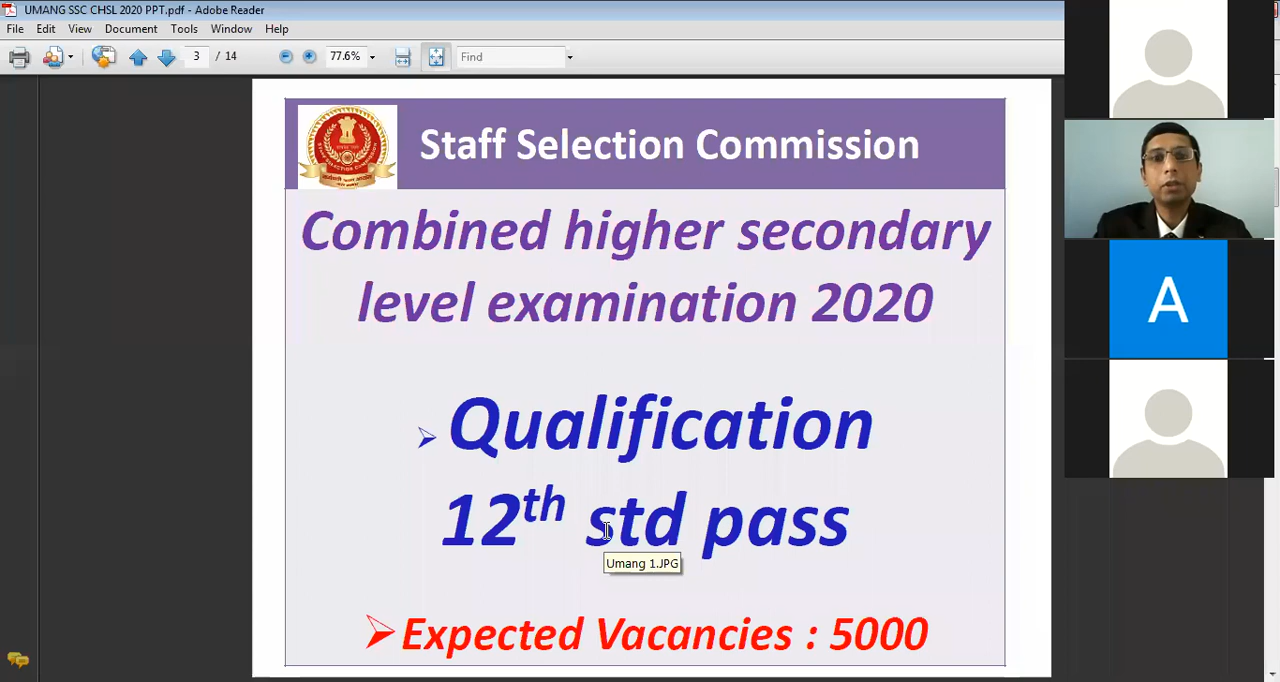 UMANG SSC CHSL 2020 PPT.pdf - Adobe Reader
File Edit View Document Tools Window Help
3 / 14 77.6% Find
Staff Selection Commission
Combined higher secondary
level examination 2020
Qualification
12th std pass
Umang 1.JPG
Expected Vacancies : 5000
A